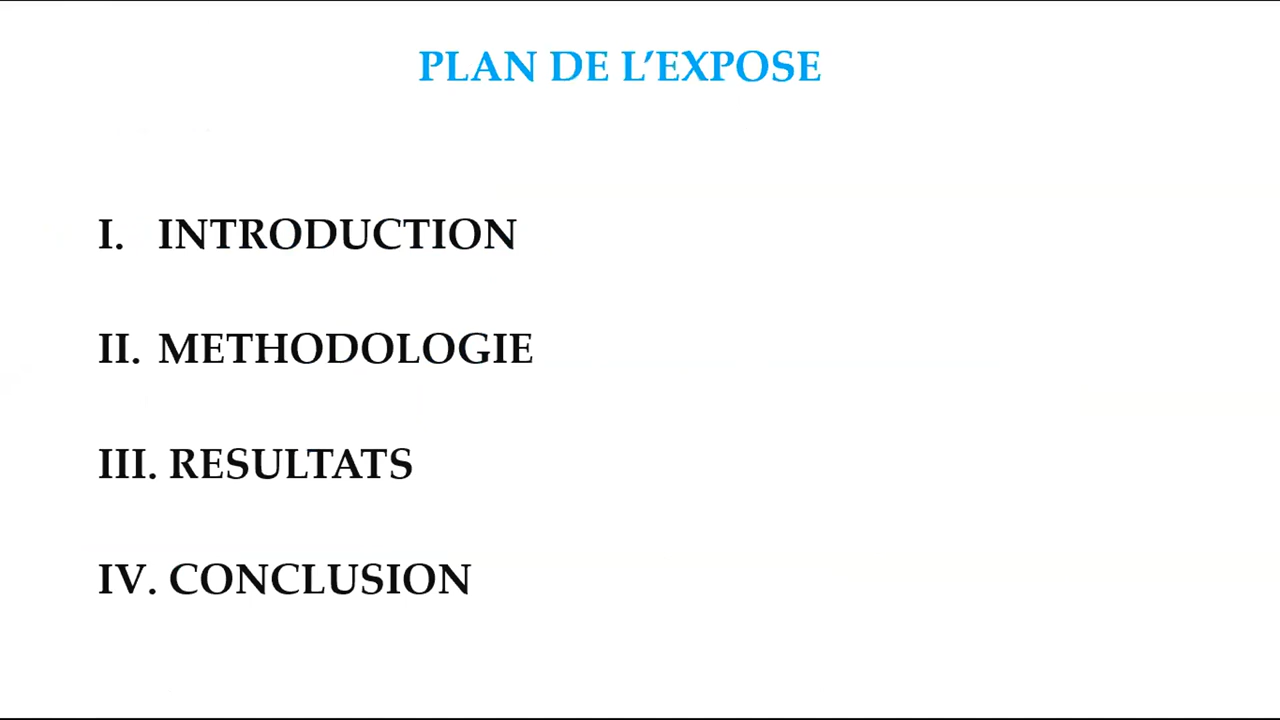 PLAN DE L’EXPOSE
I. INTRODUCTION
II. METHODOLOGIE
III. RESULTATS
IV. CONCLUSION